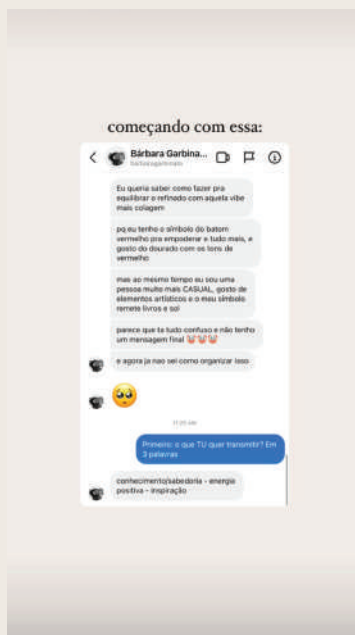 começando com essa:
Bárbara Garbina...
barbaragarbinato
Eu queria saber como fazer pra
equilibrar o refinado com aquela vibe
mais colagem
pq eu tenho o símbolo do batom
vermelho pra empoderar e tudo mais, e
gosto do dourado com os tons de
vermelho
mas ao mesmo tempo eu sou uma
pessoa muito mais CASUAL, gosto de
elementos artísticos e o meu símbolo
remete livros e sol
parece que ta tudo confuso e não tenho
um mensagem final
e agora ja nao sei como organizar isso
AM
Primeiro: o que TU quer transmitir? Em
3 palavras
conhecimento/sabedoria - energia
positiva - inspiração